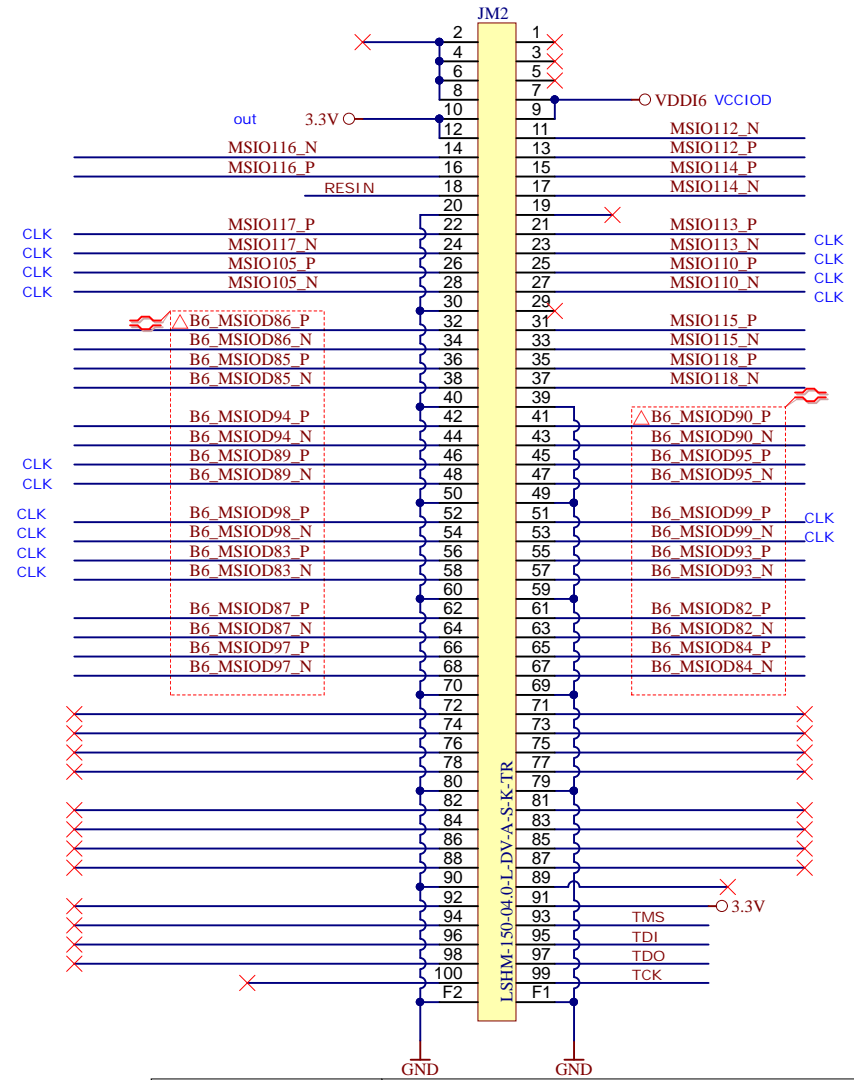 JM2
2 1
4 3
6 5
8 7 VDDI6 VCCIOD
out 3.3V 10 9
12 11 MSIO112_N
MSIO116_N 14 13 MSIO112_P
MSIO116_P 16 15 MSIO114_P
RESIN 18 17 MSIO114_N
20 19
CLK MSIO117_P 22 21 MSIO113_P CLK
CLK MSIO117_N 24 23 MSIO113_N CLK
CLK MSIO105_P 26 25 MSIO110_P CLK
CLK MSIO105_N 28 27 MSIO110_N CLK
30 29
B6_MSIOD86_P 32 31 MSIO115_P
B6_MSIOD86_N 34 33 MSIO115_N
B6_MSIOD85_P 36 35 MSIO118_P
B6_MSIOD85_N 38 37 MSIO118_N
40 39
B6_MSIOD94_P 42 41 B6_MSIOD90_P
B6_MSIOD94_N 44 43 B6_MSIOD90_N
CLK B6_MSIOD89_P 46 45 B6_MSIOD95_P
CLK B6_MSIOD89_N 48 47 B6_MSIOD95_N
50 49
CLK B6_MSIOD98_P 52 51 B6_MSIOD99_P CLK
CLK B6_MSIOD98_N 54 53 B6_MSIOD99_N CLK
CLK B6_MSIOD83_P 56 55 B6_MSIOD93_P
CLK B6_MSIOD83_N 58 57 B6_MSIOD93_N
60 59
B6_MSIOD87_P 62 61 B6_MSIOD82_P
B6_MSIOD87_N 64 63 B6_MSIOD82_N
B6_MSIOD97_P 66 65 B6_MSIOD84_P
B6_MSIOD97_N 68 67 B6_MSIOD84_N
70 69
72 71
74 73
76 75
78 77
80 79
82 81
84 83
86 85
88 87
90 89
92 91 3.3V
94 93 TMS
96 95 TDI
98 97 TDO
100 99 TCK
F2 F1
LSHM-150-04.0-L-DV-A-S-K-TR
GND GND